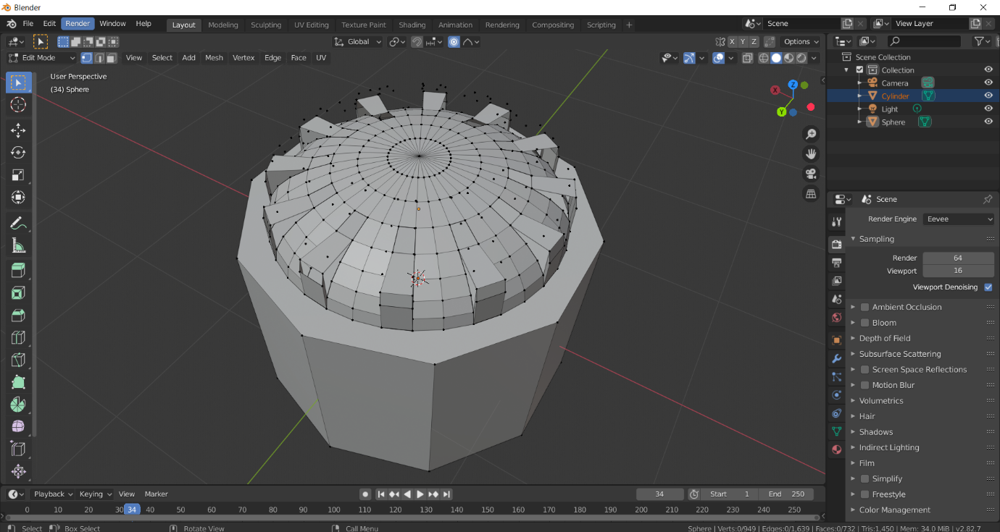 Blender
File Edit Render Window Help Layout Modeling Sculpting UV Editing Texture Paint Shading Animation Rendering Compositing Scripting + Scene View Layer
Global X Y Z Options
Edit Mode View Select Add Mesh Vertex Edge Face UV
User Perspective
(34) Sphere
X
Z
Y
Scene Collection
Collection
Camera
Cylinder
Light
Sphere
Scene
Render Engine Eevee
Sampling
Render 64
Viewport 16
Viewport Denoising
Ambient Occlusion
Bloom
Depth of Field
Subsurface Scattering
Screen Space Reflections
Motion Blur
Volumetrics
Hair
Shadows
Indirect Lighting
Film
Simplify
Freestyle
Color Management
Playback Keying View Marker 34 Start 1 End 250
0 10 20 30 34 40 50 60 70 80 90 100 110 120 130 140 150 160 170 180 190 200 210 220 230 240 250
Select Box Select Rotate View Call Menu Sphere | Verts:0/949 | Edges:0/1,639 | Faces:0/732 | Tris:1,450 | Mem: 34.0 MiB | v2.82.7